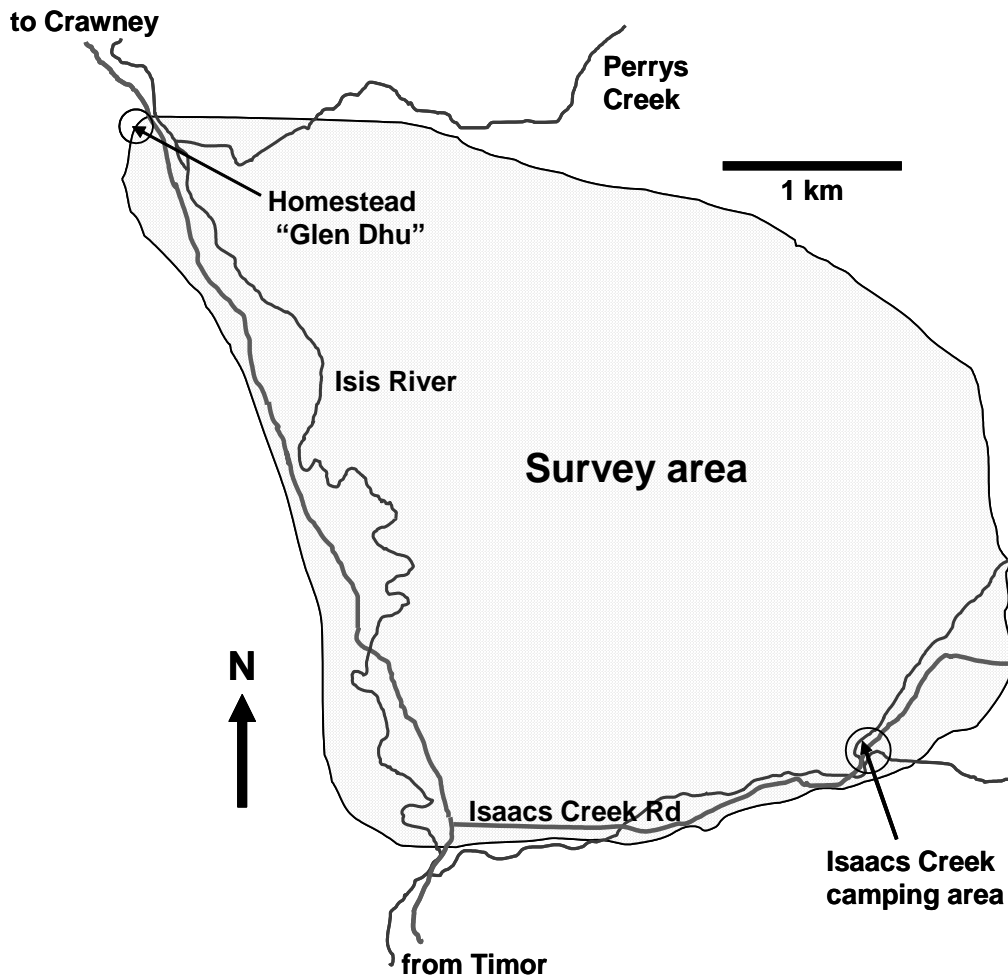 to Crawney
Perrys
Creek
1 km
Homestead
“Glen Dhu”
Isis River
Survey area
N
Isaacs Creek Rd
Isaacs Creek
camping area
from Timor